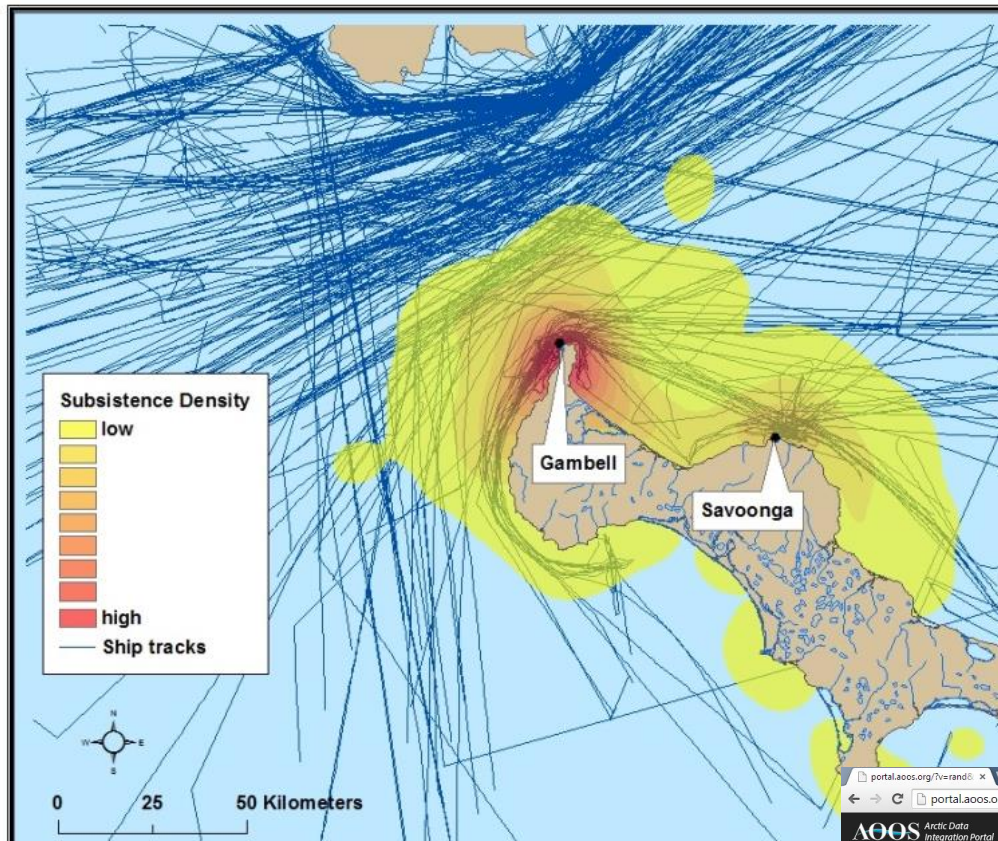 Subsistence Density
low
high
Ship tracks
Gambell
Savoonga
N
W E
S
0 25 50 Kilometers
portal.aoos.org/?v=rand&
portal.aoos.o
AOOS Arctic Data
Integration Portal